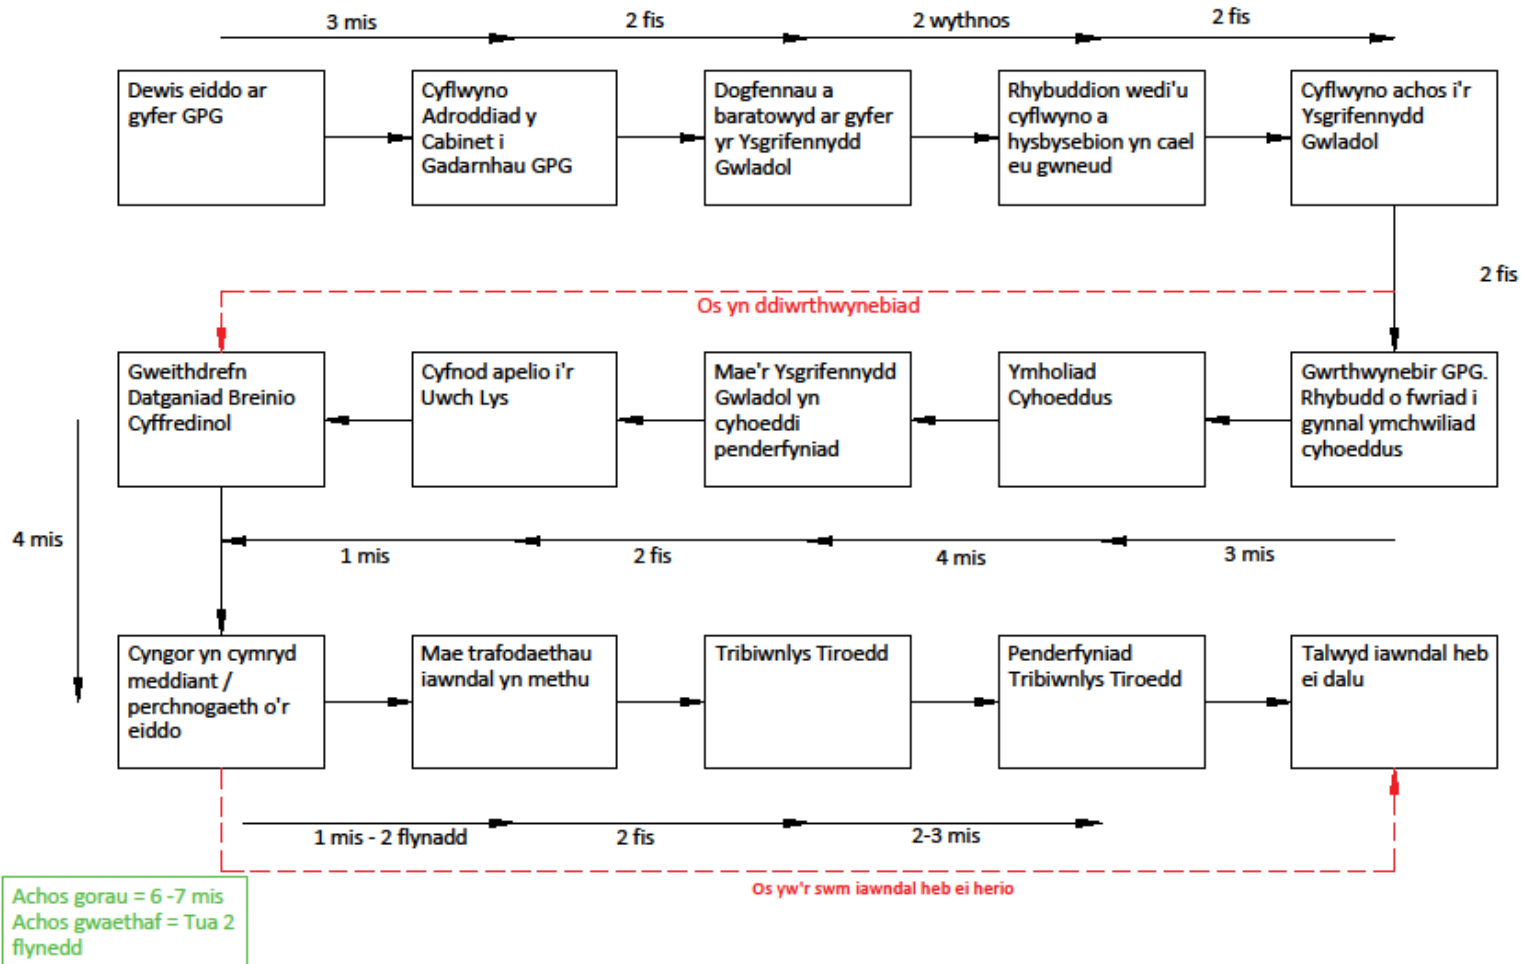 3 mis
2 fis
2 wythnos
2 fis
Dewis eiddo ar
gyfer GPG
Cyflwyno
Adroddiad y
Cabinet i
Gadarnhau GPG
Dogfennau a
baratowyd ar gyfer
yr Ysgrifennydd
Gwladol
Rhybuddion wedi'u
cyflwyno a
hysbysebion yn cael
eu gwneud
Cyflwyno achos i'r
Ysgrifennydd
Gwladol
2 fis
Os yn ddiwrthwynebiad
Gweithdrefn
Datganiad Breinio
Cyffredinol
Cyfnod apelio i'r
Uwch Lys
Mae'r Ysgrifennydd
Gwladol yn
cyhoeddi
penderfyniad
Ymholiad
Cyhoeddus
Gwrthwynebir GPG.
Rhybudd o fwriad i
gynnal ymchwiliad
cyhoeddus
4 mis
1 mis
2 fis
4 mis
3 mis
Cyngor yn cymryd
meddiant /
perchnogaeth o'r
eiddo
Mae trafodaethau
iawndal yn methu
Tribiwnlys Tiroedd
Penderfyniad
Tribiwnlys Tiroedd
Talwyd iawndal heb
ei dalu
1 mis - 2 flynadd
2 fis
2-3 mis
Os yw'r swm iawndal heb ei herio
Achos gorau = 6 -7 mis
Achos gwaethaf = Tua 2
flynedd